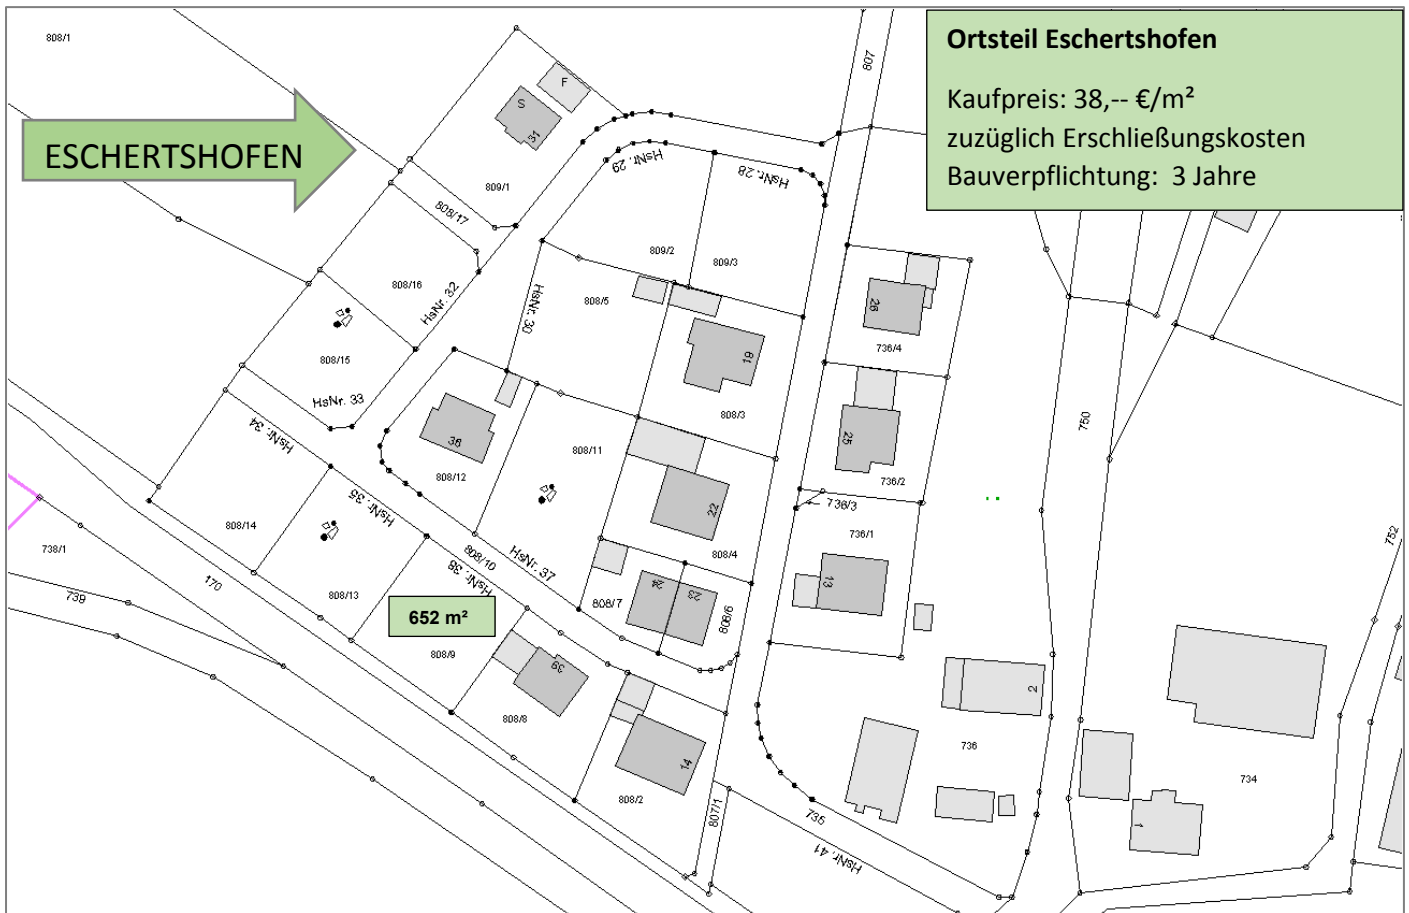 808/1
ESCHERTSHOFEN
Ortsteil Eschertshofen
Kaufpreis: 38,-- €/m²
zuzüglich Erschließungskosten
Bauverpflichtung: 3 Jahre
807
F
S
31
809/1
HsNr. 29
HsNr. 28
808/17
809/2
809/3
808/16
HsNr. 32
HsNr. 30
808/5
26
736/4
808/15
19
HsNr. 33
808/3
HsNr. 34
36
808/11
808/12
25
736/2
750
HsNr. 35
22
736/3
736/1
752
808/14
738/1
808/10
HsNr. 37
808/4
170
HsNr. 38
24
23
13
739
808/13
652 m²
808/7
808/6
808/9
39
2
808/8
14
736
734
808/2
807/1
735
1
HsNr. 41